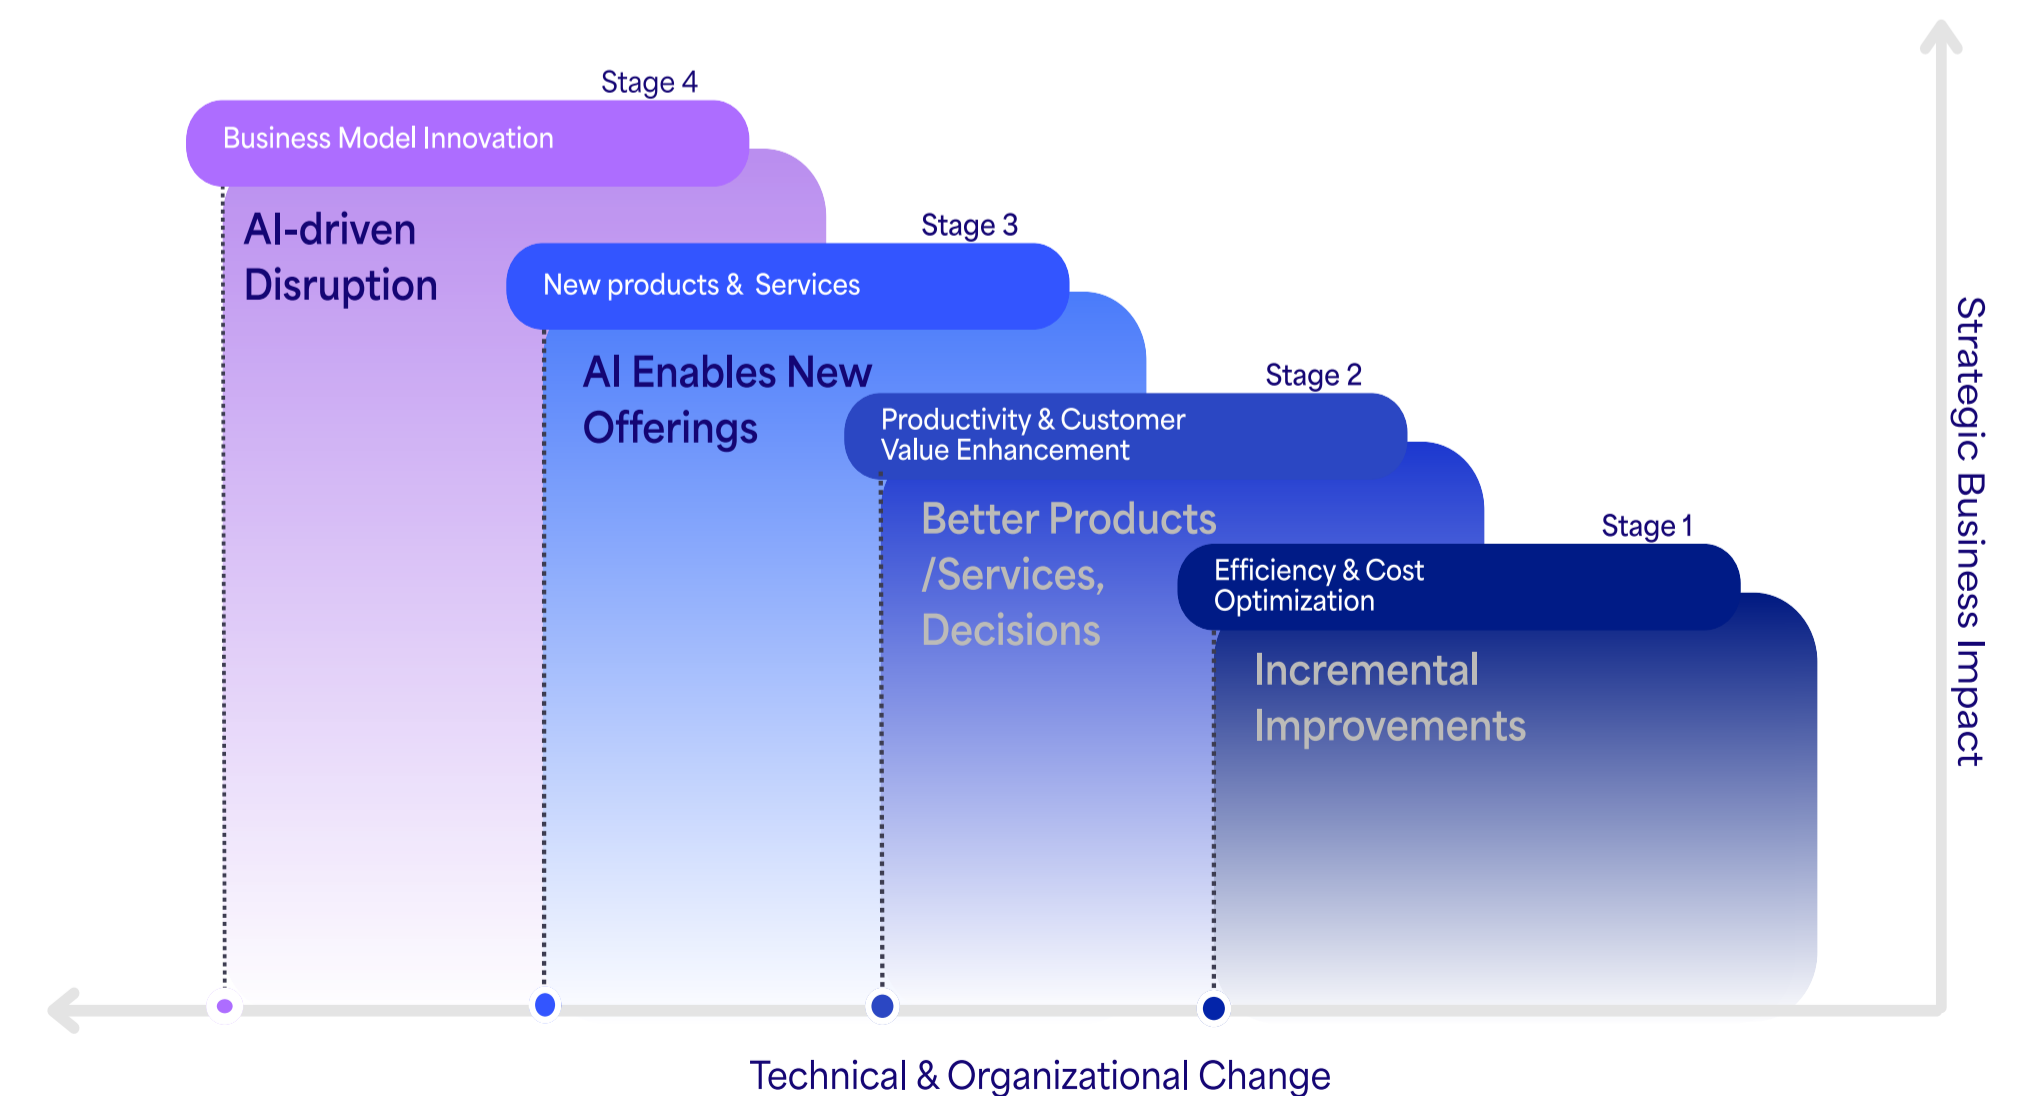 Stage 4
Business Model Innovation
AI-driven
Disruption
Stage 3
New products &  Services
AI Enables New
Offerings
Stage 2
Productivity & Customer
Value Enhancement
Better Products
/Services,
Decisions
Stage 1
Efficiency & Cost
Optimization
Incremental
Improvements
Strategic Business Impact
Technical & Organizational Change